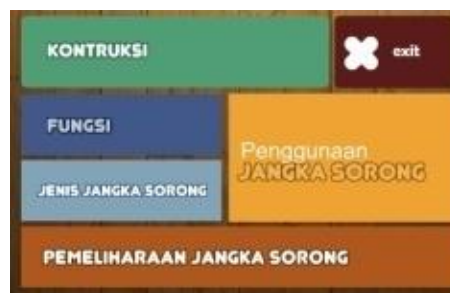 KONTRUKSI
exit
FUNGSI
Penggunaan
JANGKA SORONG
JENIS JANGKA SORONG
PEMELIHARAAN JANGKA SORONG